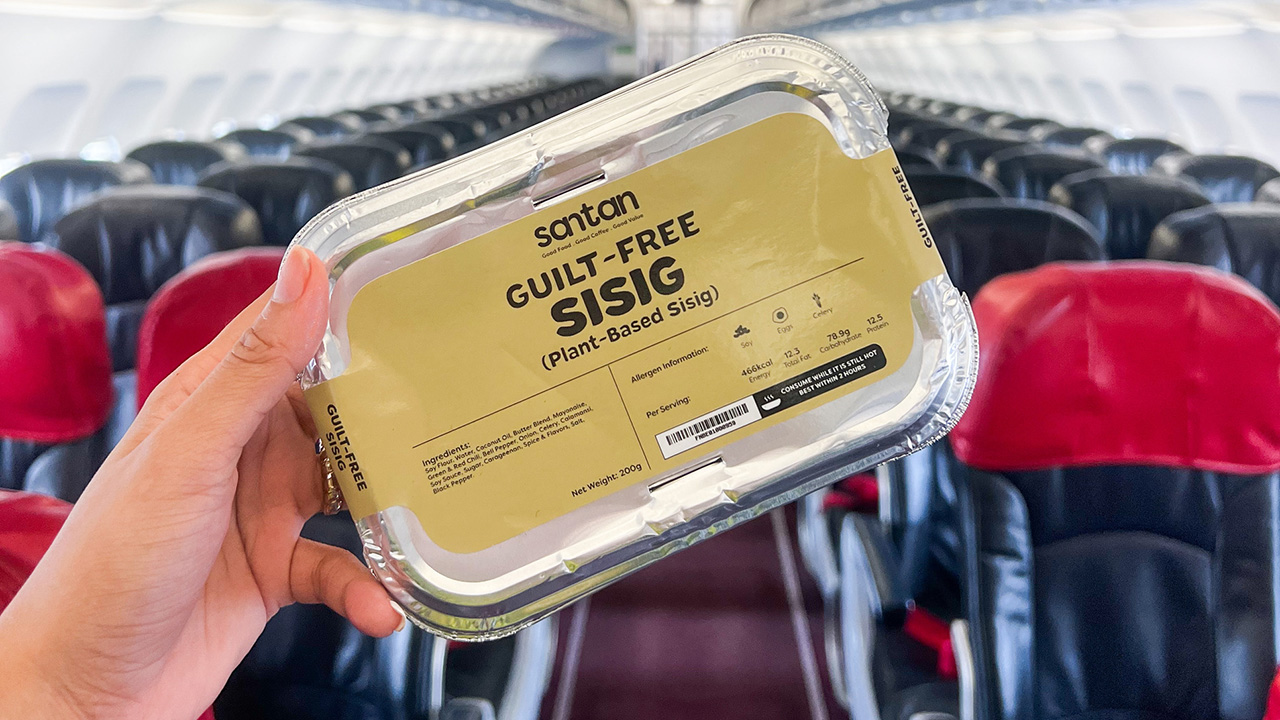 santan
Good Food . Good Coffee . Good Value
GUILT-FREE
SISIG
(Plant-Based Sisig)
Ingredients:
Soy Flour, Water, Coconut Oil, Butter Blend, Mayonaise,
Green & Red Chili, Bell Pepper, Onion, Celery, Calamansi,
Soy Sauce, Sugar, Carageenan, Spice & Flavors, Salt,
Black Pepper.
Net Weight: 200g
Allergen Information:
Soy
Eggs
Celery
Per Serving:
466kcal
Energy
12.3
Total Fat
78.9g
Carbohydrate
12.5
Protein
CONSUME WHILE IT IS STILL HOT
BEST WITHIN 2 HOURS
GUILT-FREE
SISIG
GUILT-FREE